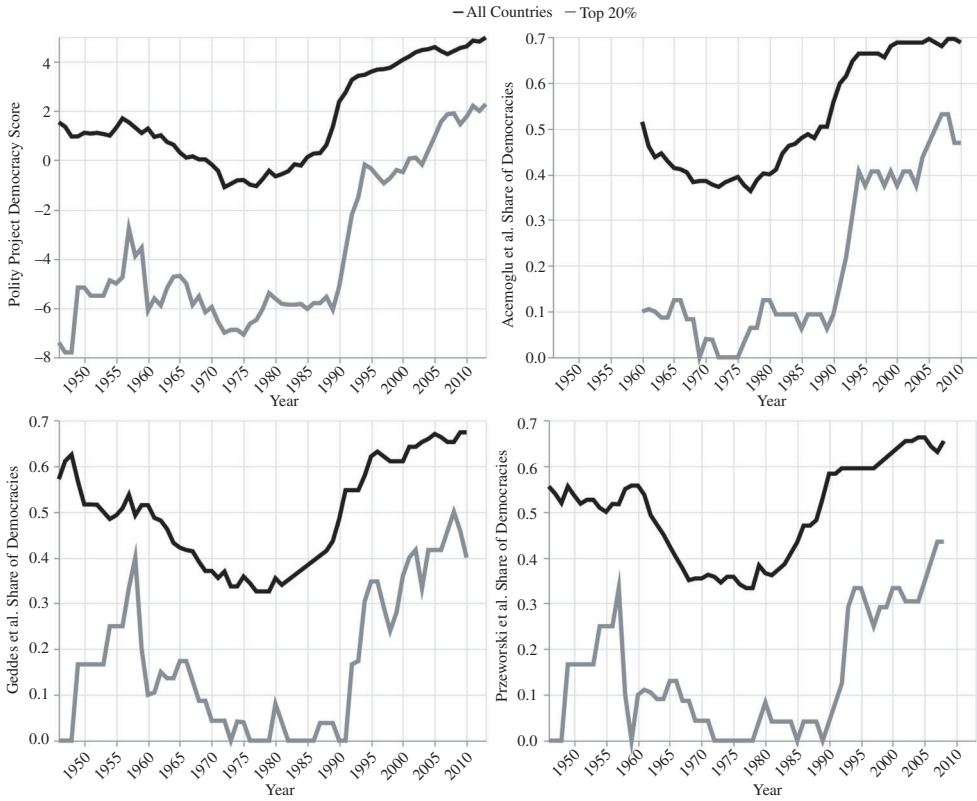 All Countries Top 20%
Polity Project Democracy Score
4
2
0
–2
–4
–6
–8
1950 1955 1960 1965 1970 1975 1980 1985 1990 1995 2000 2005 2010
Year
Acemoglu et al. Share of Democracies
0.7
0.6
0.5
0.4
0.3
0.2
0.1
0.0
1950 1955 1960 1965 1970 1975 1980 1985 1990 1995 2000 2005 2010
Year
Geddes et al. Share of Democracies
0.7
0.6
0.5
0.4
0.3
0.2
0.1
0.0
1950 1955 1960 1965 1970 1975 1980 1985 1990 1995 2000 2005 2010
Year
Przeworski et al. Share of Democracies
0.7
0.6
0.5
0.4
0.3
0.2
0.1
0.0
1950 1955 1960 1965 1970 1975 1980 1985 1990 1995 2000 2005 2010
Year